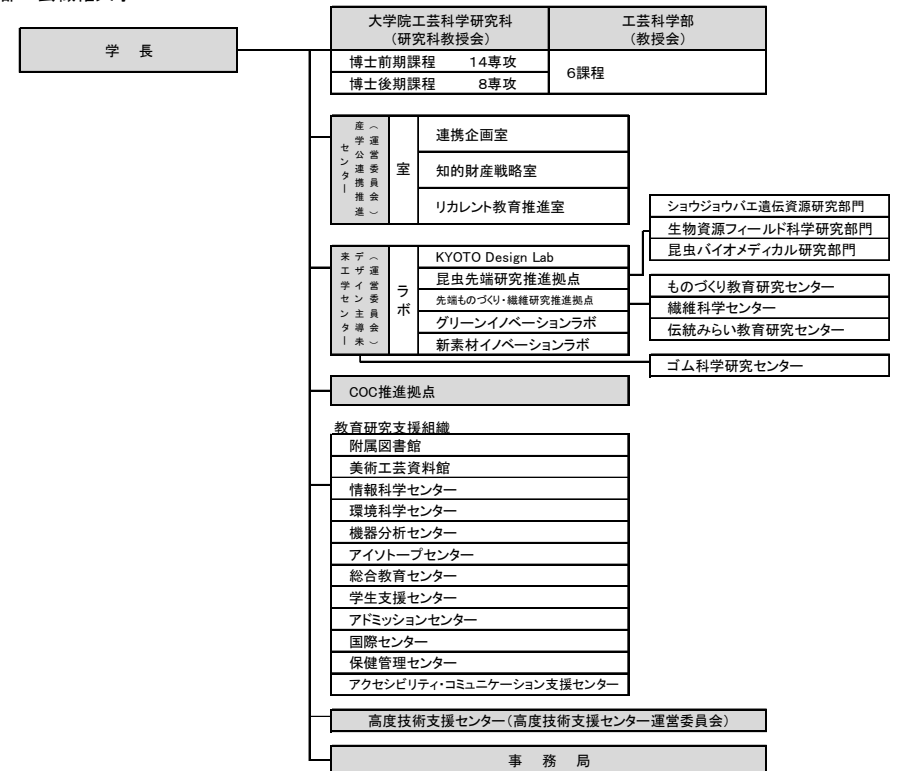 学 長
大学院工芸科学研究科
(研究科教授会)
工芸科学部
(教授会)
博士前期課程 14専攻
博士後期課程 8専攻
6課程
産学公連携推進センター
(運営委員会)
室
連携企画室
知的財産戦略室
リカレント教育推進室
デザイン主導未来工学センター
(運営委員会)
ラボ
KYOTO Design Lab
昆虫先端研究推進拠点
先端ものづくり・繊維研究推進拠点
グリーンイノベーションラボ
新素材イノベーションラボ
ショウジョウバエ遺伝資源研究部門
生物資源フィールド科学研究部門
昆虫バイオメディカル研究部門
ものづくり教育研究センター
繊維科学センター
伝統みらい教育研究センター
ゴム科学研究センター
COC推進拠点
教育研究支援組織
附属図書館
美術工芸資料館
情報科学センター
環境科学センター
機器分析センター
アイソトープセンター
総合教育センター
学生支援センター
アドミッションセンター
国際センター
保健管理センター
アクセシビリティ・コミュニケーション支援センター
高度技術支援センター(高度技術支援センター運営委員会)
事 務 局